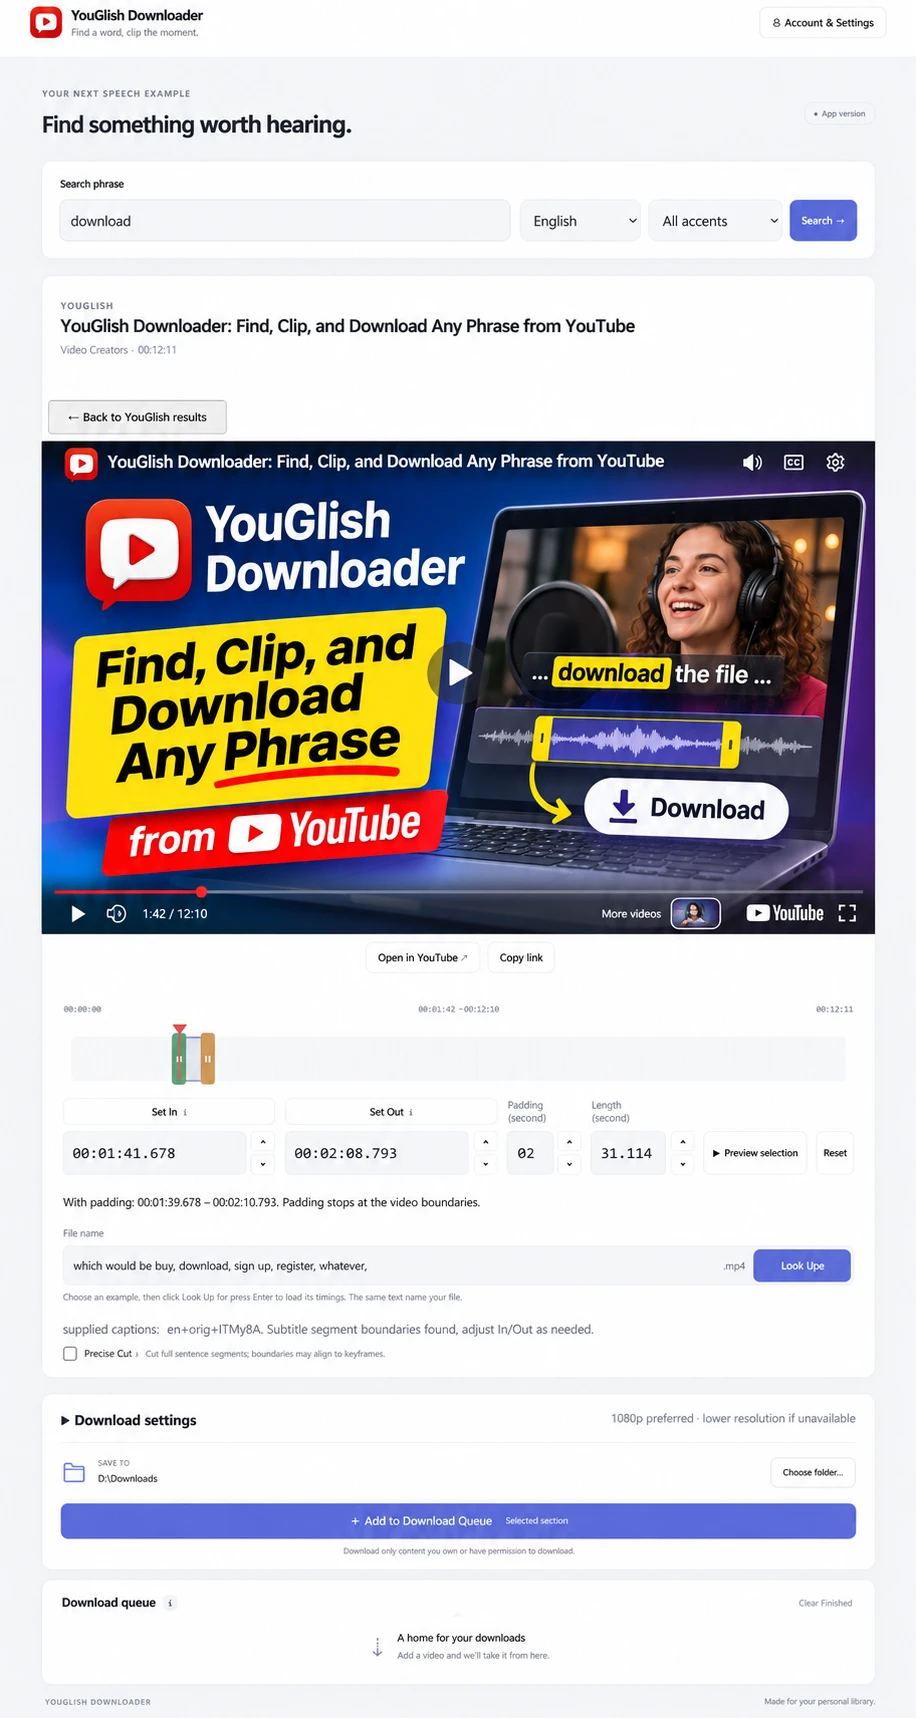 YouGlish Downloader
Find a word, clip the moment.
Account & Settings
YOUR NEXT SPEECH EXAMPLE
Find something worth hearing.
• App version
Search phrase
download
English
All accents
Search →
YOUGLISH
YouGlish Downloader: Find, Clip, and Download Any Phrase from YouTube
Video Creators · 00:12:11
← Back to YouGlish results
YouGlish Downloader: Find, Clip, and Download Any Phrase from YouTube
CC
YouGlish
Downloader
Find, Clip, and
Download
Any Phrase
from YouTube
... download the file ...
Download
1:42 / 12:10
More videos
YouTube
Open in YouTube ↗
Copy link
00:00:00
00:01:42 –00:12:10
00:12:11
Set In i
Set Out i
Padding
(second)
Length
(second)
00:01:41.678
00:02:08.793
02
31.114
▶ Preview selection
Reset
With padding: 00:01:39.678 – 00:02:10.793. Padding stops at the video boundaries.
File name
which would be buy, download, sign up, register, whatever,
.mp4
Look Upe
Choose an example, then click Look Up for press Enter to load its timings. The same text name your file.
supplied captions: en+orig+ITMy8A. Subtitle segment boundaries found, adjust In/Out as needed.
Precise Cut › Cut full sentence segments; boundaries may align to keyframes.
▶ Download settings
1080p preferred · lower resolution if unavailable
SAVE TO
D:\Downloads
Choose folder...
+ Add to Download Queue Selected section
Download only content you own or have permission to download.
Download queue i
Clear Finished
A home for your downloads
Add a video and we'll take it from here.
YOUGLISH DOWNLOADER
Made for your personal library.